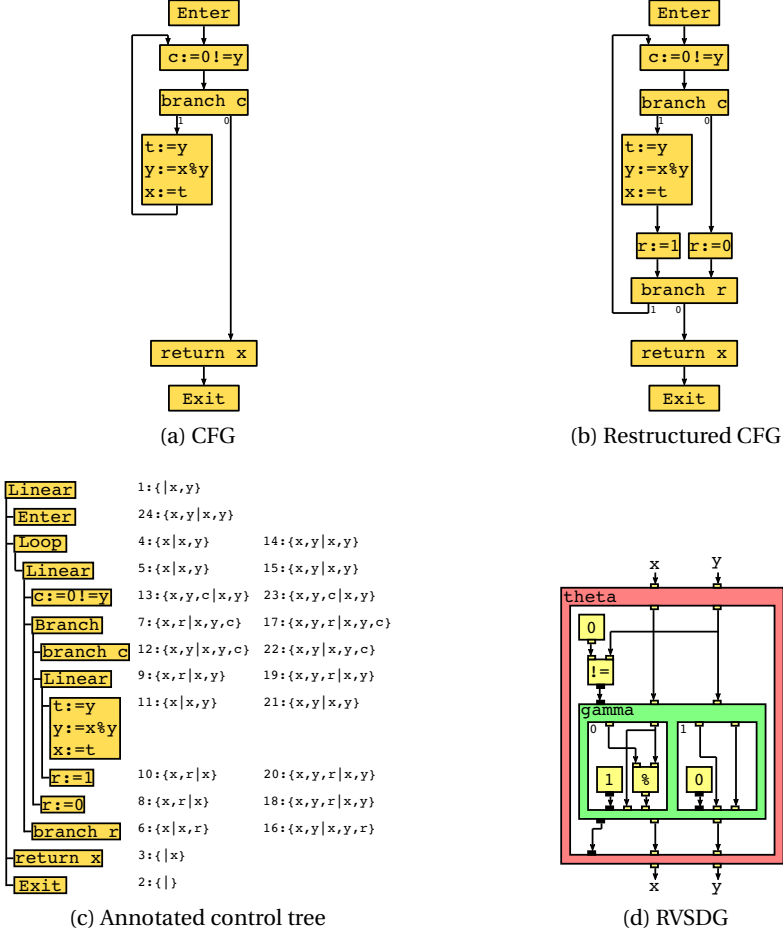 Enter
c:=0!=y
branch c
1 0
t:=y
y:=x%y
x:=t
return x
Exit
(a) CFG
Enter
c:=0!=y
branch c
1 0
t:=y
y:=x%y
x:=t
r:=1 r:=0
branch r
1 0
return x
Exit
(b) Restructured CFG
Linear 1:{|x,y}
Enter 24:{x,y|x,y}
Loop 4:{x|x,y} 14:{x,y|x,y}
Linear 5:{x|x,y} 15:{x,y|x,y}
c:=0!=y 13:{x,y,c|x,y} 23:{x,y,c|x,y}
Branch 7:{x,r|x,y,c} 17:{x,y,r|x,y,c}
branch c 12:{x,y|x,y,c} 22:{x,y|x,y,c}
Linear 9:{x,r|x,y} 19:{x,y,r|x,y}
t:=y 11:{x|x,y} 21:{x,y|x,y}
y:=x%y
x:=t
r:=1 10:{x,r|x} 20:{x,y,r|x,y}
r:=0 8:{x,r|x} 18:{x,y,r|x,y}
branch r 6:{x|x,r} 16:{x,y|x,y,r}
return x 3:{|x}
Exit 2:{|}
(c) Annotated control tree
x y
theta
0
!=
gamma
0 1
1 % 0
x y
(d) RVSDG